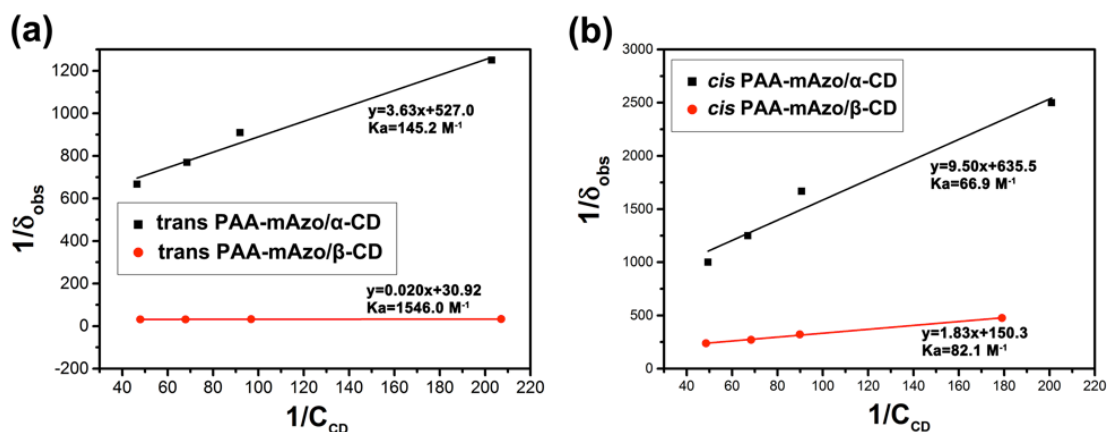 (a)
1/δobs
1200
1000
800
600
400
200
0
-200
y=3.63x+527.0
Ka=145.2 M-1
trans PAA-mAzo/α-CD
trans PAA-mAzo/β-CD
y=0.020x+30.92
Ka=1546.0 M-1
40 60 80 100 120 140 160 180 200 220
1/CCD
(b)
1/δobs
3000
2500
2000
1500
1000
500
0
cis PAA-mAzo/α-CD
cis PAA-mAzo/β-CD
y=9.50x+635.5
Ka=66.9 M-1
y=1.83x+150.3
Ka=82.1 M-1
40 60 80 100 120 140 160 180 200 220
1/CCD